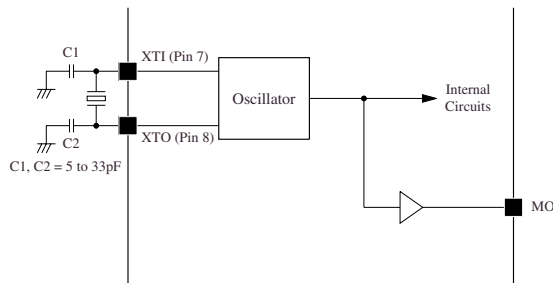 C1
XTI (Pin 7)
Oscillator
Internal
Circuits
XTO (Pin 8)
C2
C1, C2 = 5 to 33pF
MO